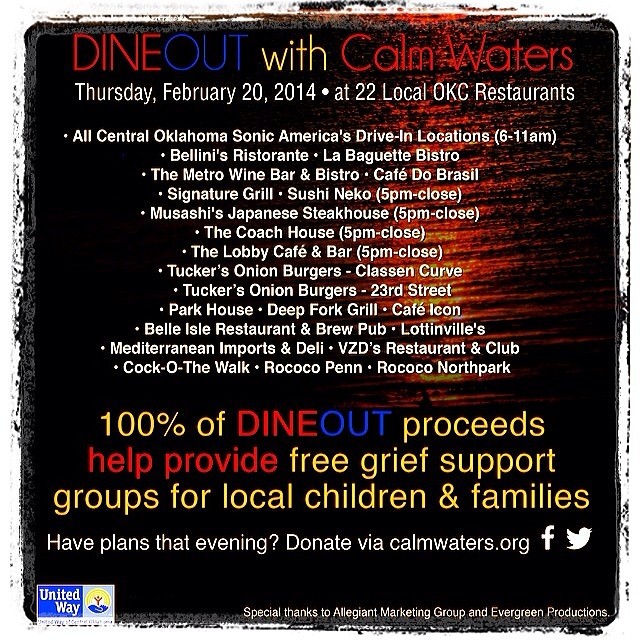 DINEOUT with Calm Waters
Thursday, February 20, 2014 • at 22 Local OKC Restaurants
• All Central Oklahoma Sonic America's Drive-In Locations (6-11am)
• Bellini's Ristorante • La Baguette Bistro
• The Metro Wine Bar & Bistro • Café Do Brasil
• Signature Grill • Sushi Neko (5pm-close)
• Musashi's Japanese Steakhouse (5pm-close)
• The Coach House (5pm-close)
• The Lobby Café & Bar (5pm-close)
• Tucker's Onion Burgers - Classen Curve
• Tucker's Onion Burgers - 23rd Street
• Park House • Deep Fork Grill • Café Icon
• Belle Isle Restaurant & Brew Pub • Lottinville's
• Mediterranean Imports & Deli • VZD's Restaurant & Club
• Cock-O-The Walk • Rococo Penn • Rococo Northpark
100% of DINEOUT proceeds
help provide free grief support
groups for local children & families
Have plans that evening? Donate via calmwaters.org
United
Way
United Way of Central Oklahoma
Special thanks to Allegiant Marketing Group and Evergreen Productions.